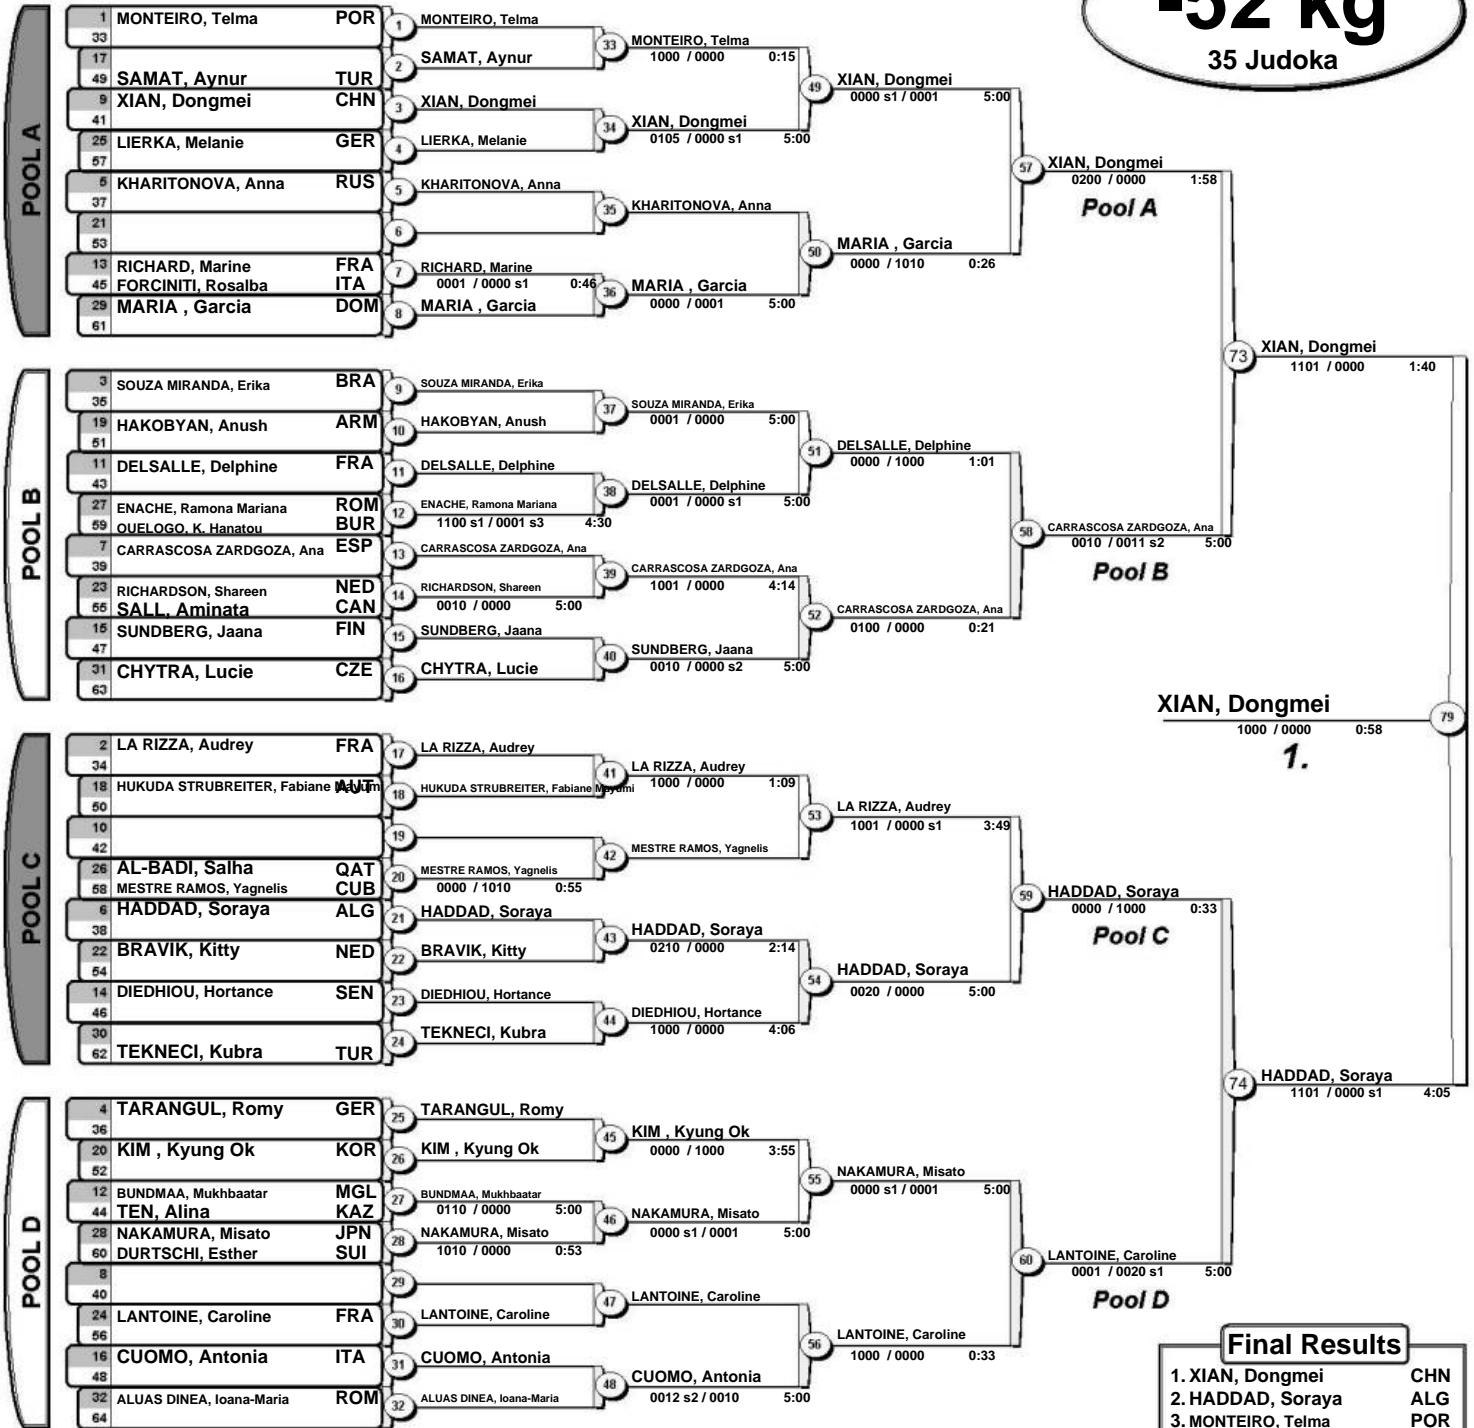 -52 kg
35 Judoka
POOL A
1 MONTEIRO, Telma POR
33
17
49 SAMAT, Aynur TUR
9 XIAN, Dongmei CHN
41
25 LIERKA, Melanie GER
57
5 KHARITONOVA, Anna RUS
37
21
53
13 RICHARD, Marine FRA
45 FORCINITI, Rosalba ITA
29 MARIA , Garcia DOM
61
1 MONTEIRO, Telma
2 SAMAT, Aynur
3 XIAN, Dongmei
4 LIERKA, Melanie
5 KHARITONOVA, Anna
6
7 RICHARD, Marine
0001 / 0000 s1 0:46
8 MARIA , Garcia
33 MONTEIRO, Telma
1000 / 0000 0:15
34 XIAN, Dongmei
0105 / 0000 s1 5:00
35 KHARITONOVA, Anna
36 MARIA , Garcia
0000 / 0001 5:00
49 XIAN, Dongmei
0000 s1 / 0001 5:00
50 MARIA , Garcia
0000 / 1010 0:26
57 XIAN, Dongmei
0200 / 0000 1:58
Pool A
POOL B
3 SOUZA MIRANDA, Erika BRA
35
19 HAKOBYAN, Anush ARM
51
11 DELSALLE, Delphine FRA
43
27 ENACHE, Ramona Mariana ROM
59 OUELOGO, K. Hanatou BUR
7 CARRASCOSA ZARDGOZA, Ana ESP
39
23 RICHARDSON, Shareen NED
55 SALL, Aminata CAN
15 SUNDBERG, Jaana FIN
47
31 CHYTRA, Lucie CZE
63
9 SOUZA MIRANDA, Erika
10 HAKOBYAN, Anush
11 DELSALLE, Delphine
12 ENACHE, Ramona Mariana
1100 s1 / 0001 s3 4:30
13 CARRASCOSA ZARDGOZA, Ana
14 RICHARDSON, Shareen
0010 / 0000 5:00
15 SUNDBERG, Jaana
16 CHYTRA, Lucie
37 SOUZA MIRANDA, Erika
0001 / 0000 5:00
38 DELSALLE, Delphine
0001 / 0000 s1 5:00
39 CARRASCOSA ZARDGOZA, Ana
1001 / 0000 4:14
40 SUNDBERG, Jaana
0010 / 0000 s2 5:00
51 DELSALLE, Delphine
0000 / 1000 1:01
52 CARRASCOSA ZARDGOZA, Ana
0100 / 0000 0:21
58 CARRASCOSA ZARDGOZA, Ana
0010 / 0011 s2 5:00
Pool B
73 XIAN, Dongmei
1101 / 0000 1:40
XIAN, Dongmei 79
1000 / 0000 0:58
1.
POOL C
2 LA RIZZA, Audrey FRA
34
18 HUKUDA STRUBREITER, Fabiane Mayumi AUT
50
10
42
26 AL-BADI, Salha QAT
58 MESTRE RAMOS, Yagnelis CUB
6 HADDAD, Soraya ALG
38
22 BRAVIK, Kitty NED
54
14 DIEDHIOU, Hortance SEN
46
30
62 TEKNECI, Kubra TUR
17 LA RIZZA, Audrey
18 HUKUDA STRUBREITER, Fabiane Mayumi
19
20 MESTRE RAMOS, Yagnelis
0000 / 1010 0:55
21 HADDAD, Soraya
22 BRAVIK, Kitty
23 DIEDHIOU, Hortance
24 TEKNECI, Kubra
41 LA RIZZA, Audrey
1000 / 0000 1:09
42 MESTRE RAMOS, Yagnelis
43 HADDAD, Soraya
0210 / 0000 2:14
44 DIEDHIOU, Hortance
1000 / 0000 4:06
53 LA RIZZA, Audrey
1001 / 0000 s1 3:49
54 HADDAD, Soraya
0020 / 0000 5:00
59 HADDAD, Soraya
0000 / 1000 0:33
Pool C
POOL D
4 TARANGUL, Romy GER
36
20 KIM , Kyung Ok KOR
52
12 BUNDMAA, Mukhbaatar MGL
44 TEN, Alina KAZ
28 NAKAMURA, Misato JPN
60 DURTSCHI, Esther SUI
8
40
24 LANTOINE, Caroline FRA
56
16 CUOMO, Antonia ITA
48
32 ALUAS DINEA, Ioana-Maria ROM
64
25 TARANGUL, Romy
26 KIM , Kyung Ok
27 BUNDMAA, Mukhbaatar
0110 / 0000 5:00
28 NAKAMURA, Misato
1010 / 0000 0:53
29
30 LANTOINE, Caroline
31 CUOMO, Antonia
32 ALUAS DINEA, Ioana-Maria
45 KIM , Kyung Ok
0000 / 1000 3:55
46 NAKAMURA, Misato
0000 s1 / 0001 5:00
47 LANTOINE, Caroline
48 CUOMO, Antonia
0012 s2 / 0010 5:00
55 NAKAMURA, Misato
0000 s1 / 0001 5:00
56 LANTOINE, Caroline
1000 / 0000 0:33
60 LANTOINE, Caroline
0001 / 0020 s1 5:00
Pool D
74 HADDAD, Soraya
1101 / 0000 s1 4:05
Final Results
1. XIAN, Dongmei CHN
2. HADDAD, Soraya ALG
3. MONTEIRO, Telma POR